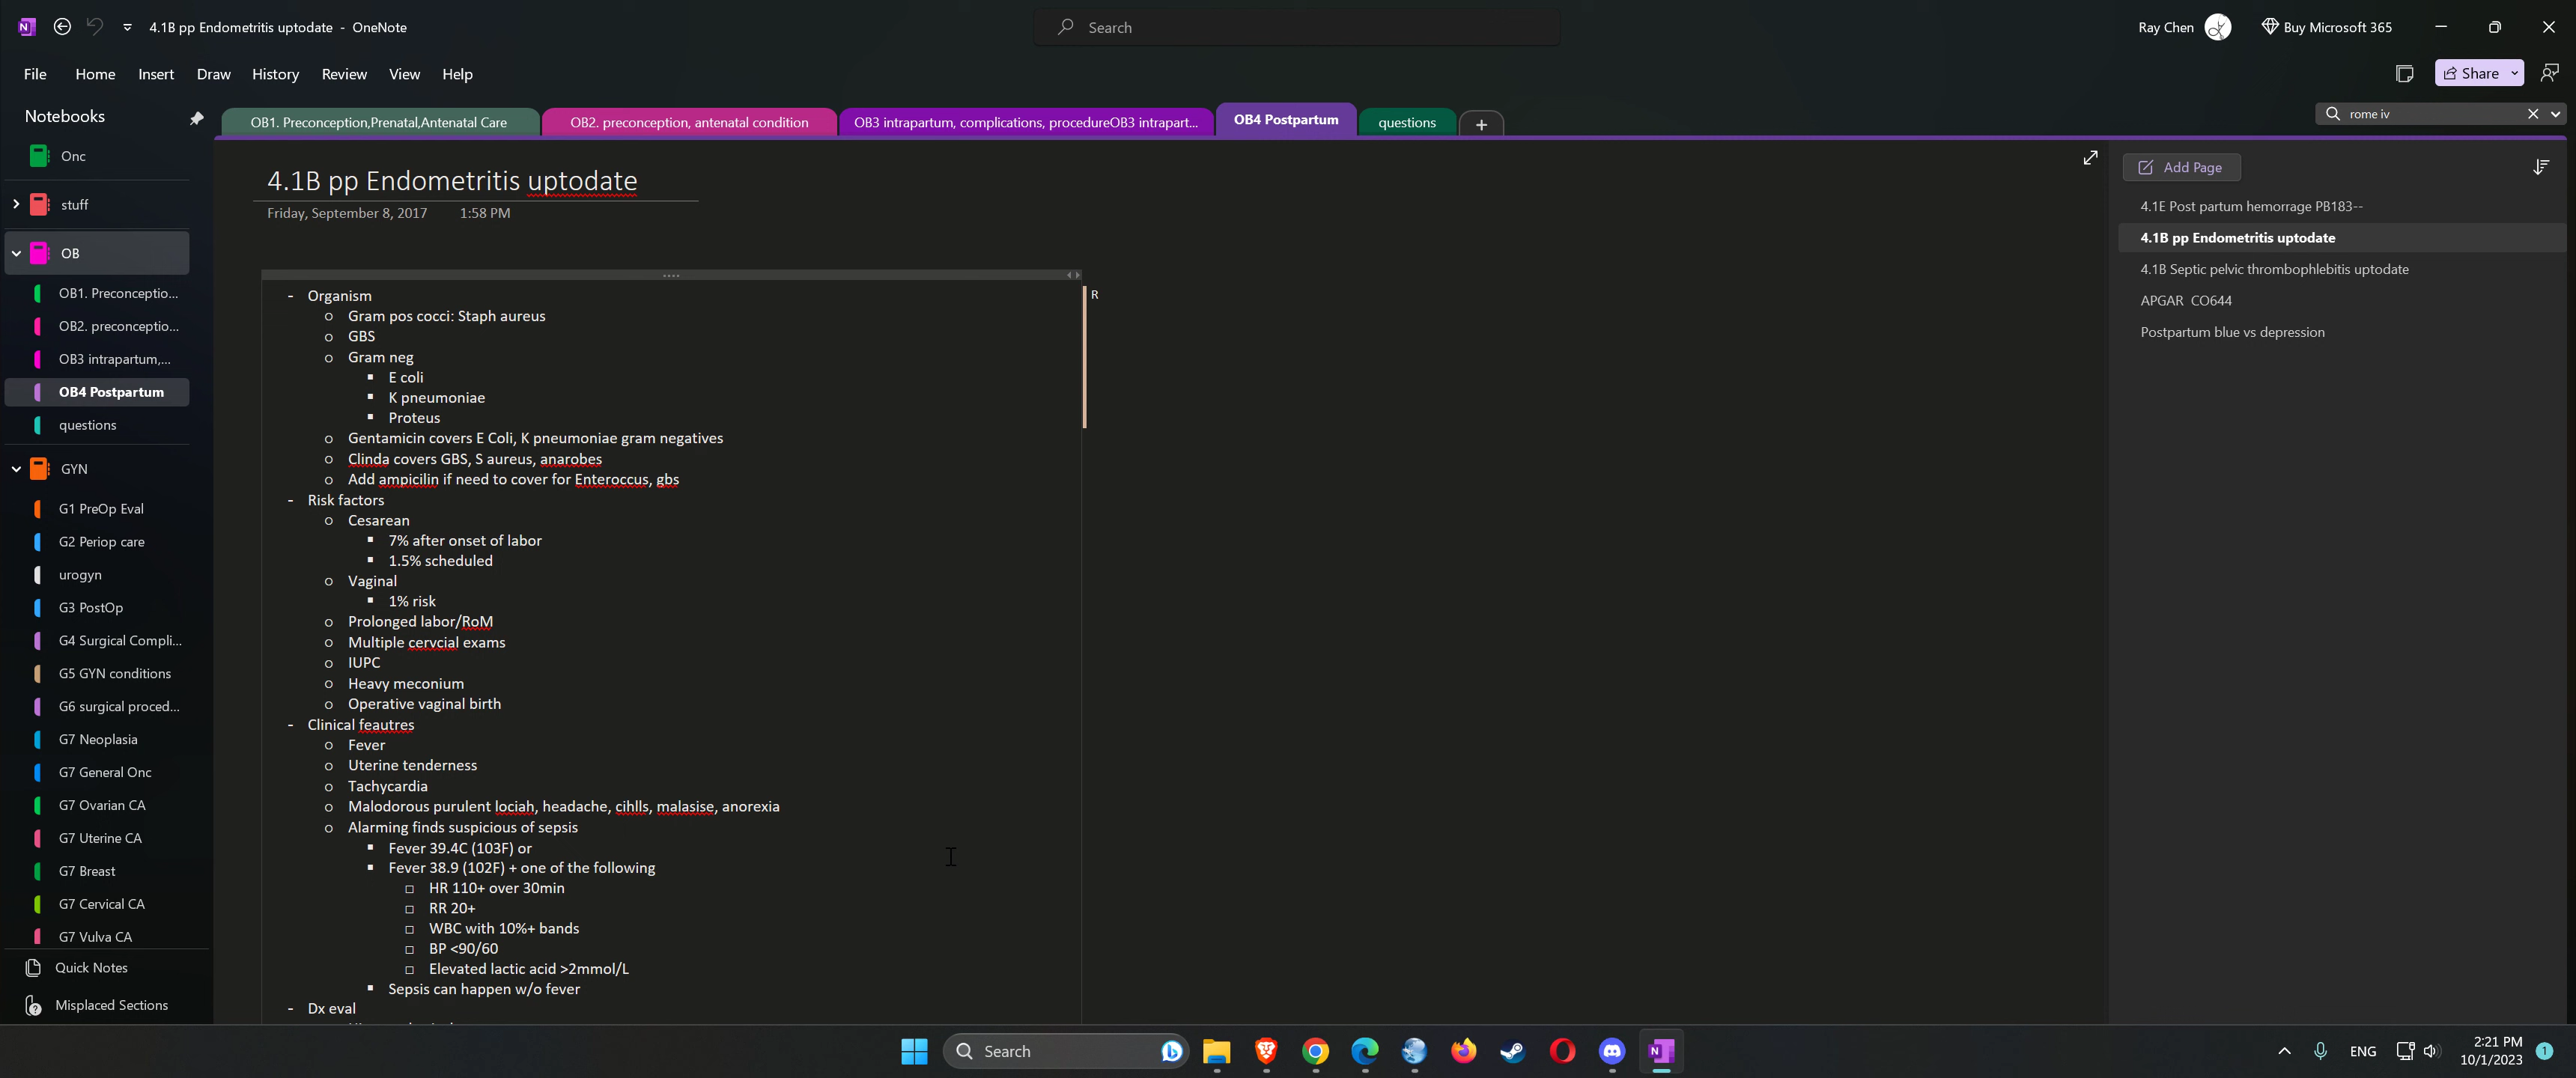 4.1B pp Endometritis uptodate - OneNote
Search
Ray Chen
Buy Microsoft 365
File Home Insert Draw History Review View Help
Share
Notebooks
OB1. Preconception,Prenatal,Antenatal Care
OB2. preconception, antenatal condition
OB3 intrapartum, complications, procedureOB3 intrapart...
OB4 Postpartum
questions
+
rome iv
Onc
stuff
OB
OB1. Preconceptio...
OB2. preconceptio...
OB3 intrapartum,...
OB4 Postpartum
questions
GYN
G1 PreOp Eval
G2 Periop care
urogyn
G3 PostOp
G4 Surgical Compli...
G5 GYN conditions
G6 surgical proced...
G7 Neoplasia
G7 General Onc
G7 Ovarian CA
G7 Uterine CA
G7 Breast
G7 Cervical CA
G7 Vulva CA
Quick Notes
Misplaced Sections
4.1B pp Endometritis uptodate
Friday, September 8, 2017 1:58 PM
- Organism
o Gram pos cocci: Staph aureus
o GBS
o Gram neg
▪ E coli
▪ K pneumoniae
▪ Proteus
o Gentamicin covers E Coli, K pneumoniae gram negatives
o Clinda covers GBS, S aureus, anarobes
o Add ampicilin if need to cover for Enteroccus, gbs
- Risk factors
o Cesarean
▪ 7% after onset of labor
▪ 1.5% scheduled
o Vaginal
▪ 1% risk
o Prolonged labor/RoM
o Multiple cervcial exams
o IUPC
o Heavy meconium
o Operative vaginal birth
- Clinical feautres
o Fever
o Uterine tenderness
o Tachycardia
o Malodorous purulent lociah, headache, cihlls, malasise, anorexia
o Alarming finds suspicious of sepsis
▪ Fever 39.4C (103F) or
▪ Fever 38.9 (102F) + one of the following
□ HR 110+ over 30min
□ RR 20+
□ WBC with 10%+ bands
□ BP <90/60
□ Elevated lactic acid >2mmol/L
▪ Sepsis can happen w/o fever
- Dx eval
R
Add Page
4.1E Post partum hemorrage PB183--
4.1B pp Endometritis uptodate
4.1B Septic pelvic thrombophlebitis uptodate
APGAR CO644
Postpartum blue vs depression
Search
ENG
2:21 PM
10/1/2023
1